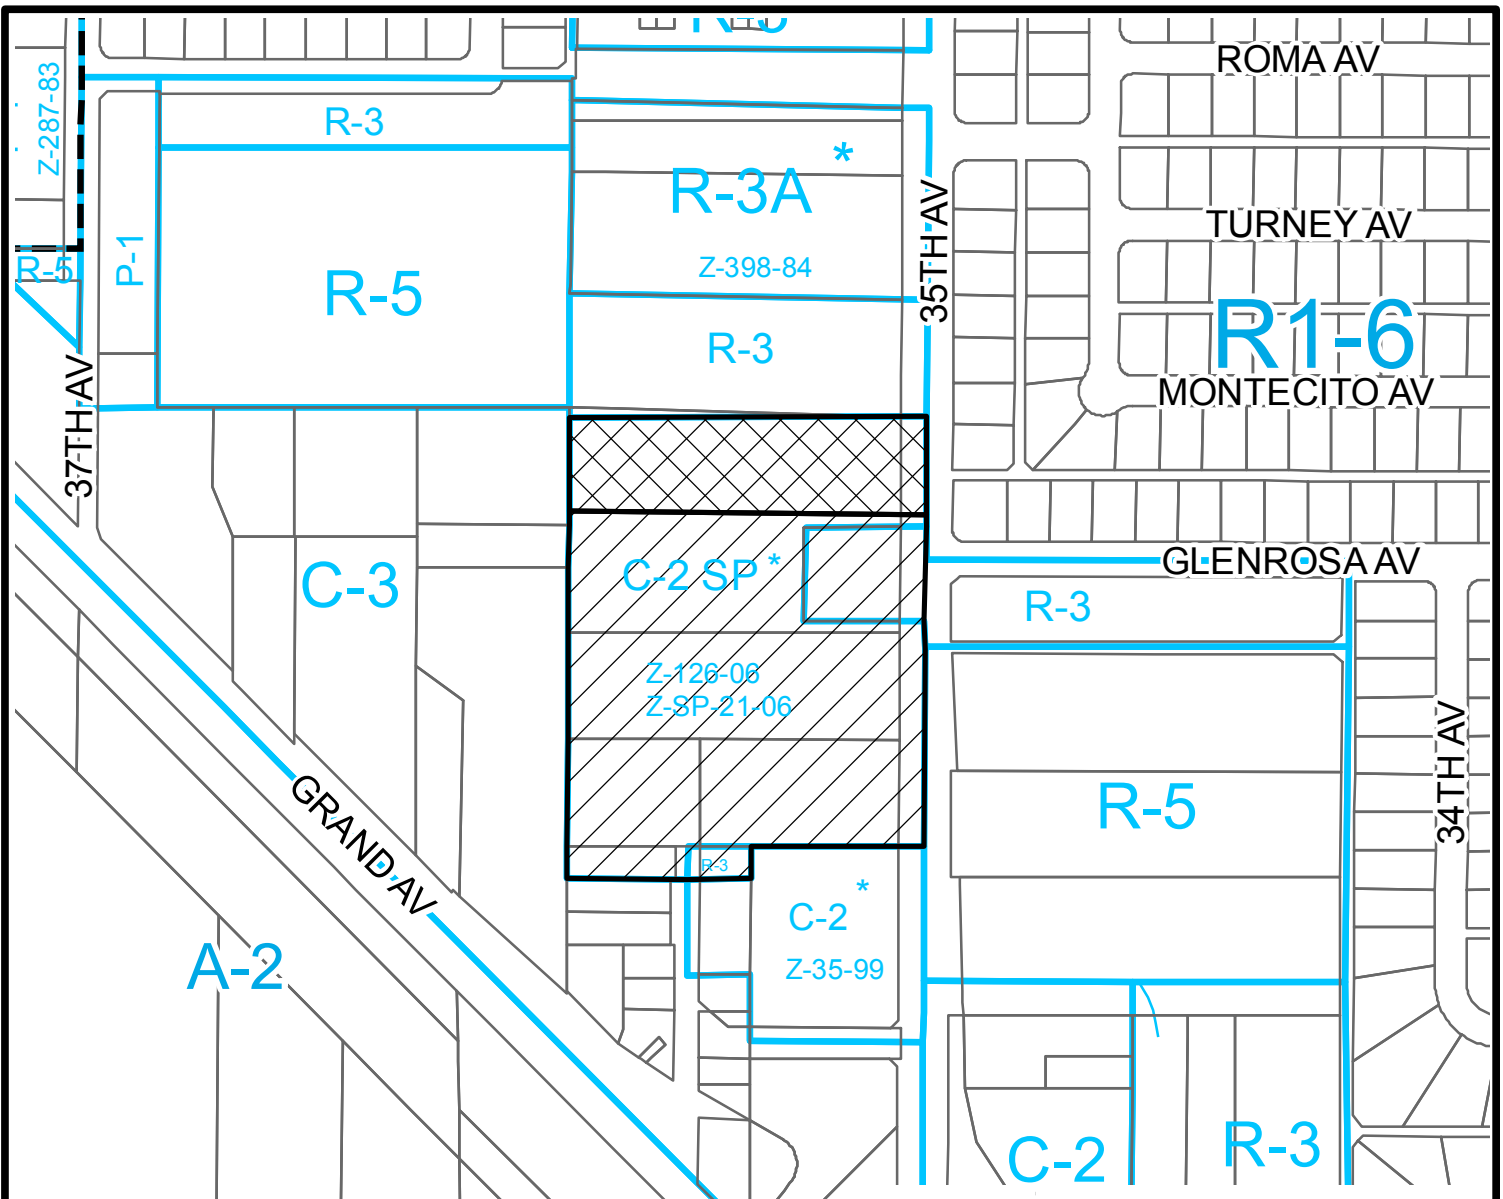 ROMA AV
Z-287-83
R-3
R-3A *
TURNEY AV
35TH AV
P-1
R-5
Z-398-84
R-5
R1-6
R-3
MONTECITO AV
37TH AV
C-2 SP *
GLENROSA AV
C-3
R-3
Z-126-06
Z-SP-21-06
34TH AV
R-5
GRAND AV
R-3
C-2 *
Z-35-99
A-2
C-2
R-3